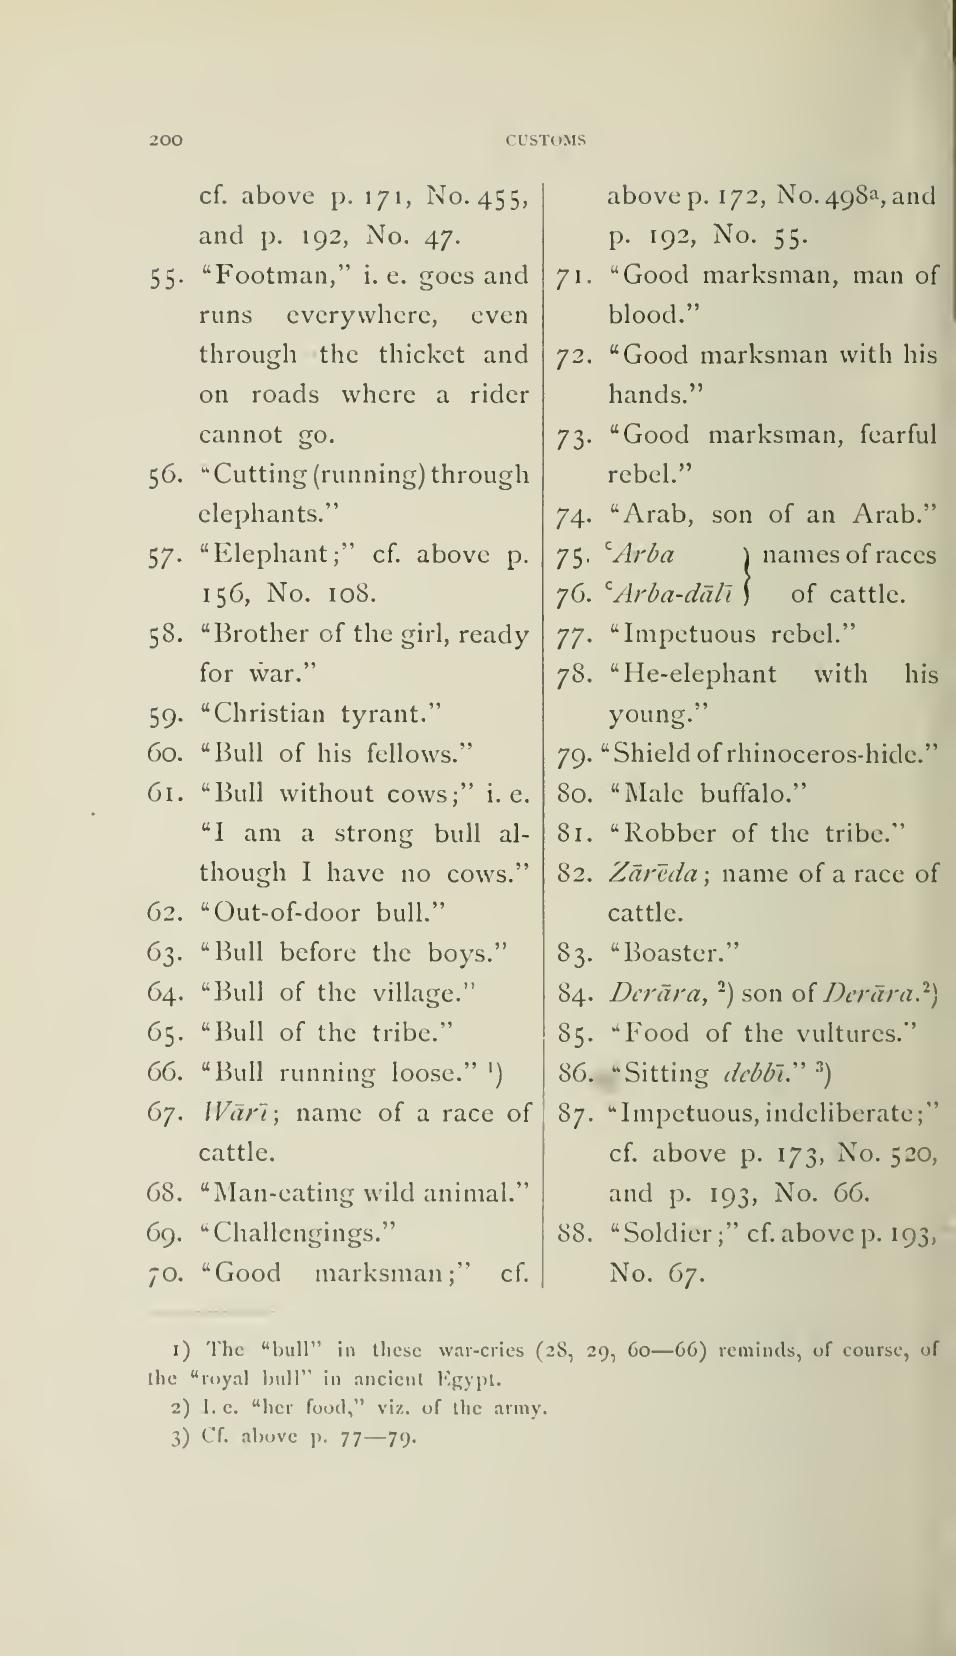 200
CUSTOMS
cf. above p. 171, No. 455,
and p. 192, No. 47.
55. “Footman,” i. e. goes and
runs everywhere, even
through the thicket and
on roads where a rider
cannot go.
56. “Cutting (running) through
elephants.”
57. “Elephant;” cf. above p.
156, No. 108.
58. “Brother of the girl, ready
for war.”
59. “Christian tyrant.”
60. “Bull of his fellows.”
61. “Bull without cows;” i. e.
“I am a strong bull al-
though I have no cows.”
62. “Out-of-door bull.”
63. “Bull before the boys.”
64. “Bull of the village.”
65. “Bull of the tribe.”
66. “Bull running loose.” ¹)
67. Wārī; name of a race of
cattle.
68. “Man-eating wild animal.”
69. “Challengings.”
70. “Good marksman;” cf.
above p. 172, No. 498ª, and
p. 192, No. 55.
71. “Good marksman, man of
blood.”
72. “Good marksman with his
hands.”
73. “Good marksman, fearful
rebel.”
74. “Arab, son of an Arab.”
75. ʿArba } names of races
76. ʿArba-dālī } of cattle.
77. “Impetuous rebel.”
78. “He-elephant with his
young.”
79. “Shield of rhinoceros-hide.”
80. “Male buffalo.”
81. “Robber of the tribe.”
82. Zārēda; name of a race of
cattle.
83. “Boaster.”
84. Derāra, ²) son of Derāra.²)
85. “Food of the vultures.”
86. “Sitting debbī.” ³)
87. “Impetuous, indeliberate;”
cf. above p. 173, No. 520,
and p. 193, No. 66.
88. “Soldier;” cf. above p. 193,
No. 67.
1) The “bull” in these war-cries (28, 29, 60—66) reminds, of course, of
the “royal bull” in ancient Egypt.
2) I. e. “her food,” viz. of the army.
3) Cf. above p. 77—79.